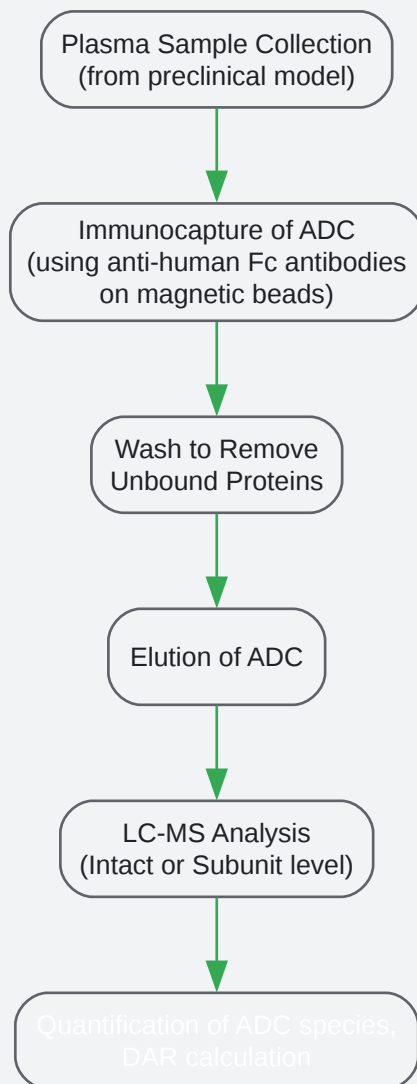 Plasma Sample Collection
(from preclinical model)
Immunocapture of ADC
(using anti-human Fc antibodies
on magnetic beads)
Wash to Remove
Unbound Proteins
Elution of ADC
LC-MS Analysis
(Intact or Subunit level)
Quantification of ADC species,
DAR calculation